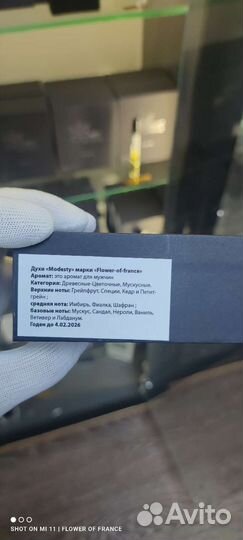 Духи «Modesty» марки «Flower-of-france»
Аромат: это аромат для мужчин
Категория: Древесные-Цветочные, Мускусные.
Верхние ноты: Грейпфрут, Специи, Кедр и Петит-
грейн ;
средняя нота: Имбирь, Фиалка, Шафран ;
Базовые ноты: Мускус, Сандал, Нероли, Ваниль,
Ветивер и Лабданум.
Годен до 4.02.2026
SHOT ON MI 11 | FLOWER OF FRANCE
Avito